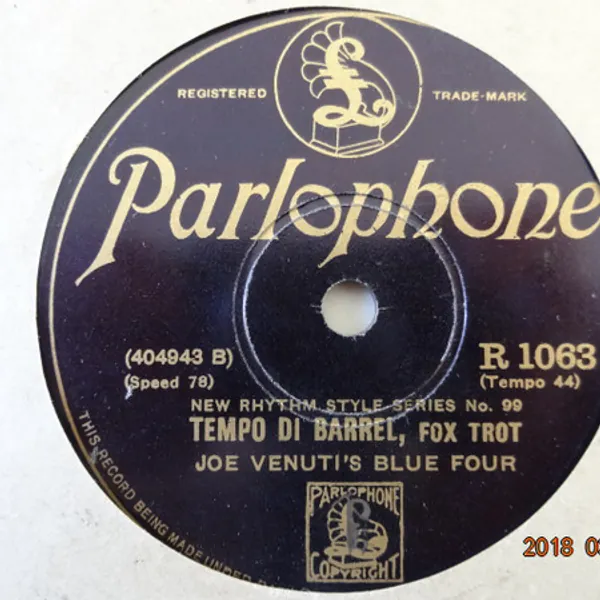 REGISTERED TRADE-MARK
Parlophone
(404943 B) R 1063
(Speed 78) (Tempo 44)
NEW RHYTHM STYLE SERIES No. 99
TEMPO DI BARREL, FOX TROT
JOE VENUTI'S BLUE FOUR
PARLOPHONE
COPYRIGHT
THIS RECORD BEING MADE UNDER
2018